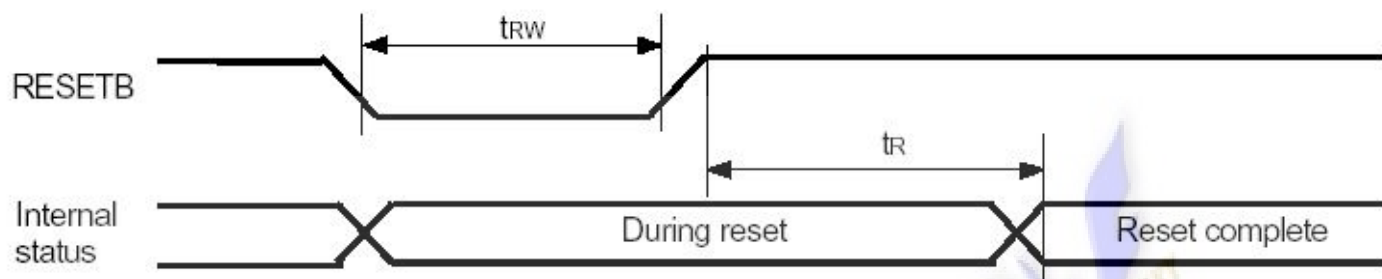 tRW
RESETB
tR
Internal
status
During reset
Reset complete